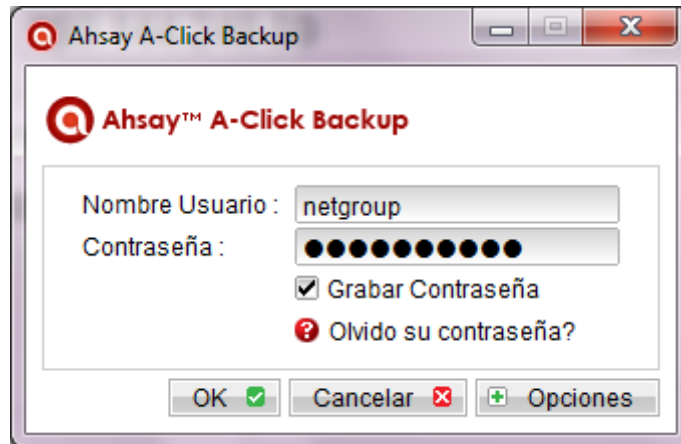 Ahsay A-Click Backup
Ahsay™ A-Click Backup
Nombre Usuario : netgroup
Contraseña : ●●●●●●●●●●
Grabar Contraseña
Olvido su contraseña?
OK Cancelar Opciones